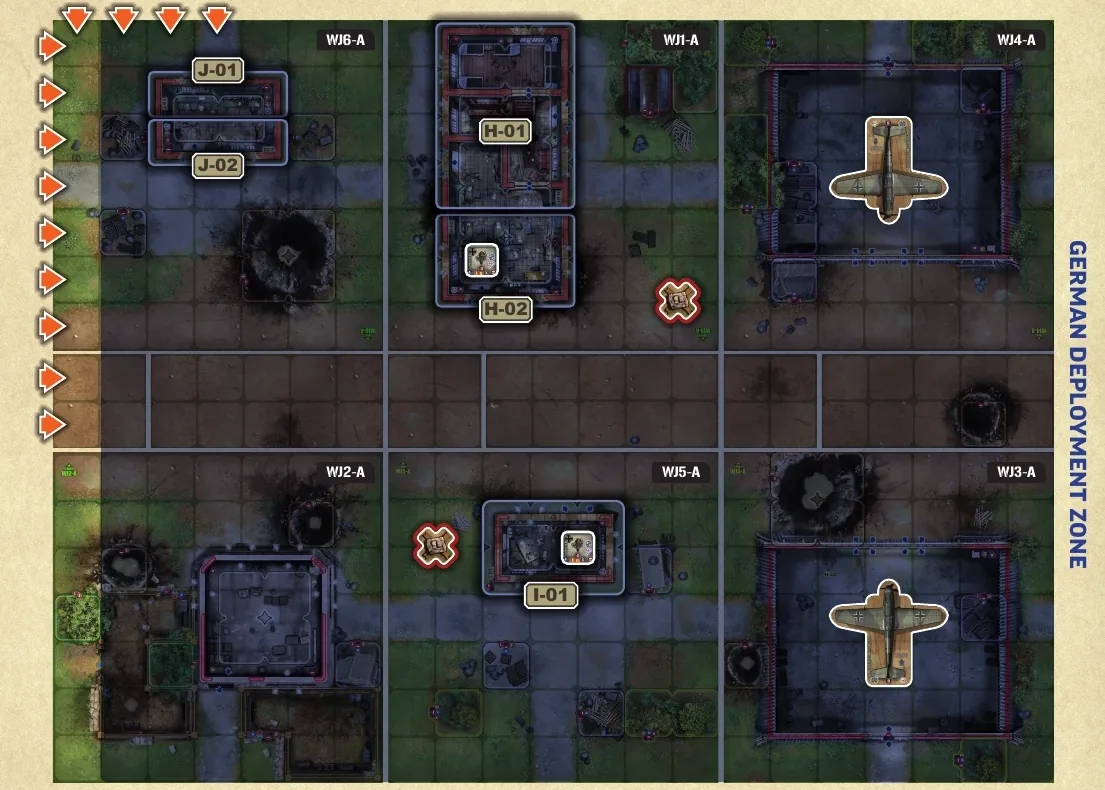 WJ6-A
WJ1-A
WJ4-A
J-01
J-02
H-01
H-02
GERMAN DEPLOYMENT ZONE
WJ2-A
WJ5-A
WJ3-A
I-01